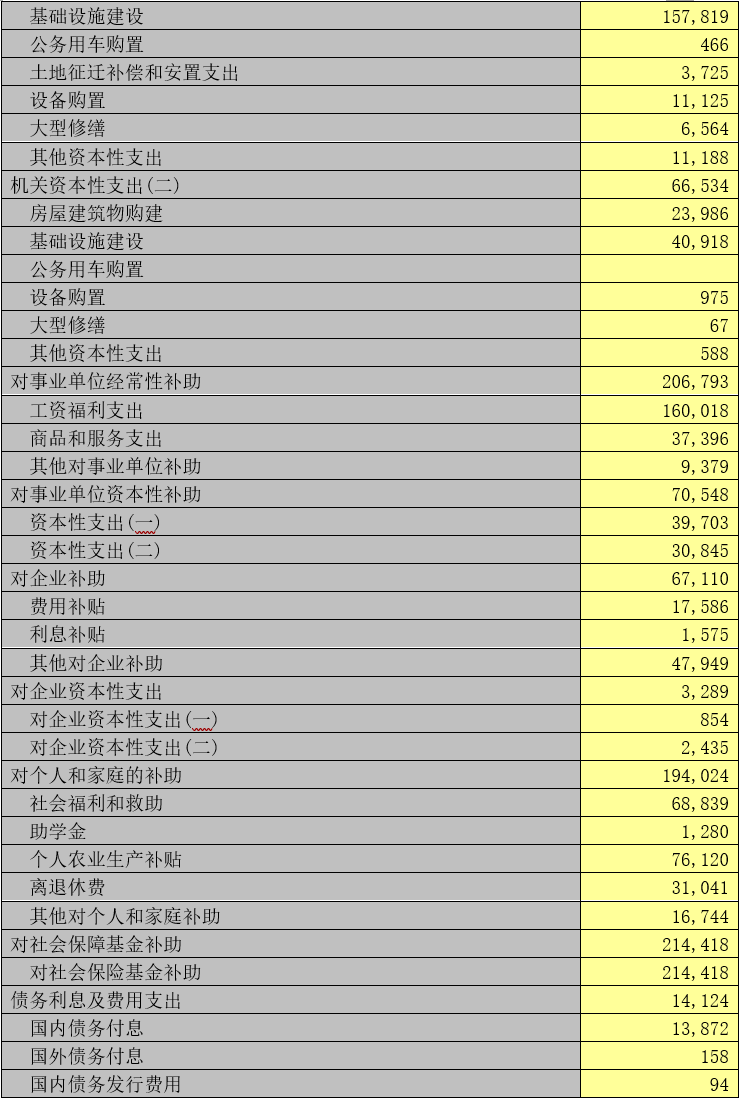 基础设施建设 157,819
公务用车购置 466
土地征迁补偿和安置支出 3,725
设备购置 11,125
大型修缮 6,564
其他资本性支出 11,188
机关资本性支出(二) 66,534
房屋建筑物购建 23,986
基础设施建设 40,918
公务用车购置
设备购置 975
大型修缮 67
其他资本性支出 588
对事业单位经常性补助 206,793
工资福利支出 160,018
商品和服务支出 37,396
其他对事业单位补助 9,379
对事业单位资本性补助 70,548
资本性支出(一) 39,703
资本性支出(二) 30,845
对企业补助 67,110
费用补贴 17,586
利息补贴 1,575
其他对企业补助 47,949
对企业资本性支出 3,289
对企业资本性支出(一) 854
对企业资本性支出(二) 2,435
对个人和家庭的补助 194,024
社会福利和救助 68,839
助学金 1,280
个人农业生产补贴 76,120
离退休费 31,041
其他对个人和家庭补助 16,744
对社会保障基金补助 214,418
对社会保险基金补助 214,418
债务利息及费用支出 14,124
国内债务付息 13,872
国外债务付息 158
国内债务发行费用 94